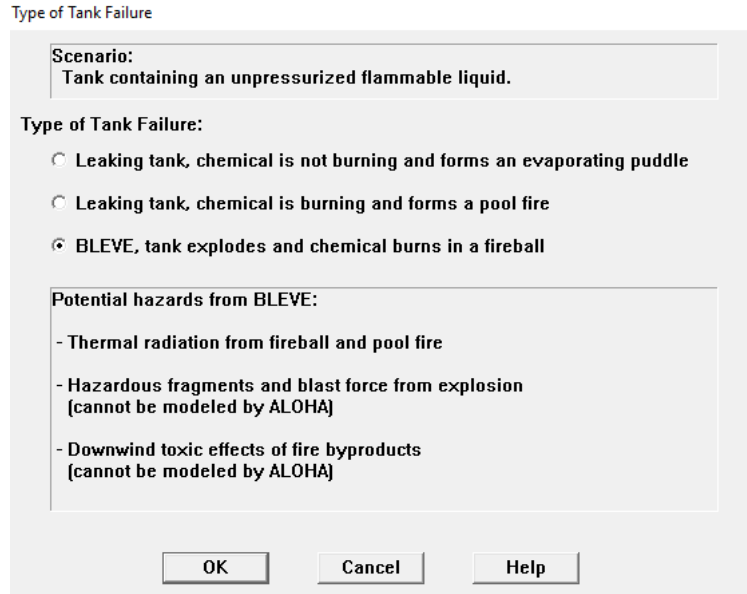 Type of Tank Failure
Scenario:
Tank containing an unpressurized flammable liquid.
Type of Tank Failure:
Leaking tank, chemical is not burning and forms an evaporating puddle
Leaking tank, chemical is burning and forms a pool fire
BLEVE, tank explodes and chemical burns in a fireball
Potential hazards from BLEVE:
- Thermal radiation from fireball and pool fire
- Hazardous fragments and blast force from explosion
(cannot be modeled by ALOHA)
- Downwind toxic effects of fire byproducts
(cannot be modeled by ALOHA)
OK Cancel Help